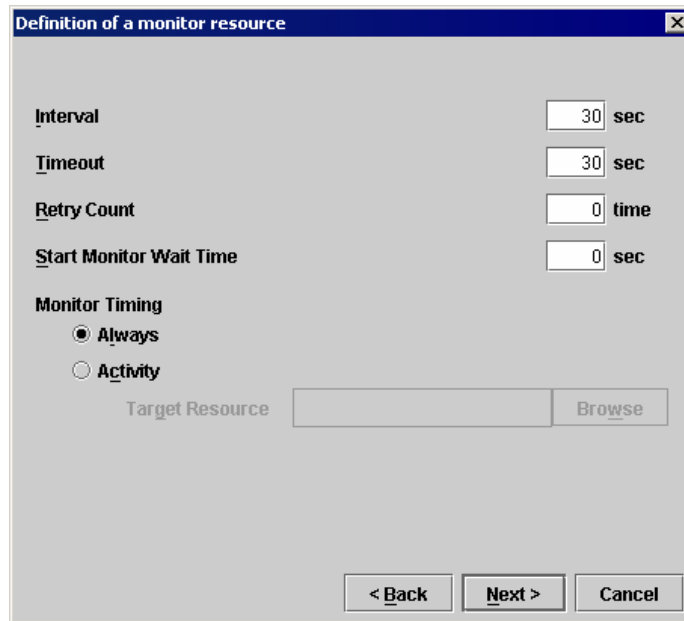 Definition of a monitor resource
Interval 30 sec
Timeout 30 sec
Retry Count 0 time
Start Monitor Wait Time 0 sec
Monitor Timing
Always
Activity
Target Resource Browse
< Back Next > Cancel